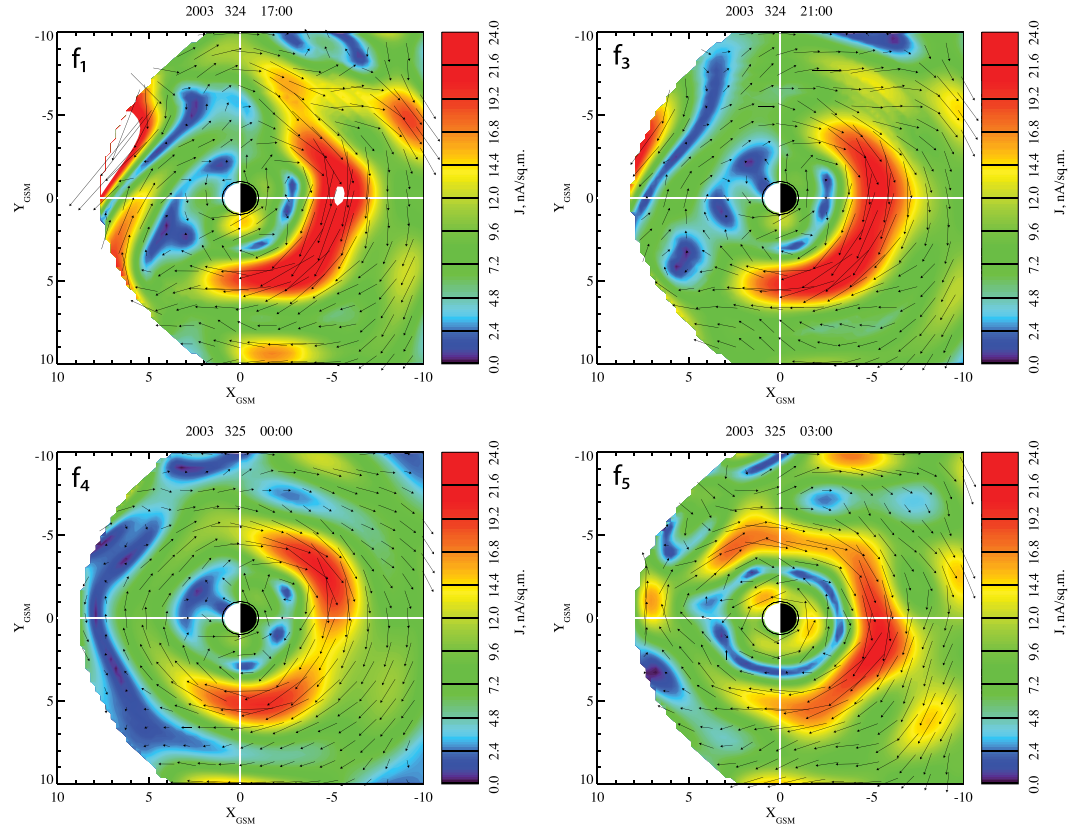 2003 324 17:00
f1
-10
-5
0
5
10
YGSM
10 5 0 -5 -10
XGSM
24.0
21.6
19.2
16.8
14.4
12.0
9.6
7.2
4.8
2.4
0.0
J, nA/sq.m.
2003 324 21:00
f3
-10
-5
0
5
10
YGSM
10 5 0 -5 -10
XGSM
24.0
21.6
19.2
16.8
14.4
12.0
9.6
7.2
4.8
2.4
0.0
J, nA/sq.m.
2003 325 00:00
f4
-10
-5
0
5
10
YGSM
10 5 0 -5 -10
XGSM
24.0
21.6
19.2
16.8
14.4
12.0
9.6
7.2
4.8
2.4
0.0
J, nA/sq.m.
2003 325 03:00
f5
-10
-5
0
5
10
YGSM
10 5 0 -5 -10
XGSM
24.0
21.6
19.2
16.8
14.4
12.0
9.6
7.2
4.8
2.4
0.0
J, nA/sq.m.